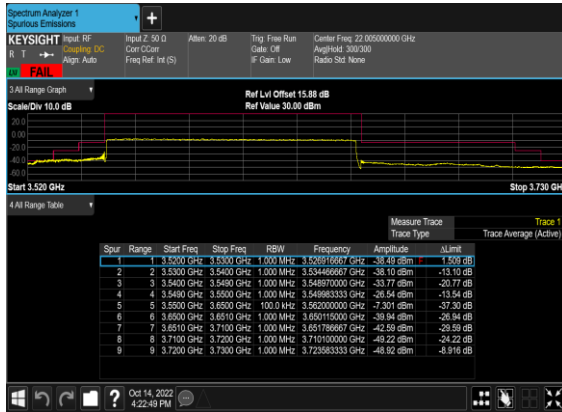 Spectrum Analyzer 1
Spurious Emissions
+
KEYSIGHT Input: RF Input Z: 50 Ω Atten: 20 dB Trig: Free Run Center Freq: 22.005000000 GHz
R T Coupling: DC Corr CCorr Gate: Off Avg|Hold: 300/300
Align: Auto Freq Ref: Int (S) IF Gain: Low Radio Std: None
FAIL
3 All Range Graph
Ref Lvl Offset 15.88 dB
Scale/Div 10.0 dB Ref Value 30.00 dBm
20.0
0.00
-20.0
-40.0
-60.0
Start 3.520 GHz Stop 3.730 GH
4 All Range Table
Measure Trace Trace 1
Trace Type Trace Average (Active)
Spur Range Start Freq Stop Freq RBW Frequency Amplitude ΔLimit
1 1 3.5200 GHz 3.5300 GHz 1.000 MHz 3.526916667 GHz -38.49 dBm F 1.509 dB
2 2 3.5300 GHz 3.5400 GHz 1.000 MHz 3.534466667 GHz -38.10 dBm -13.10 dB
3 3 3.5400 GHz 3.5490 GHz 1.000 MHz 3.548970000 GHz -33.77 dBm -20.77 dB
4 4 3.5490 GHz 3.5500 GHz 1.000 MHz 3.549983333 GHz -26.54 dBm -13.54 dB
5 5 3.5500 GHz 3.6500 GHz 100.0 kHz 3.562000000 GHz -7.301 dBm -37.30 dB
6 6 3.6500 GHz 3.6510 GHz 1.000 MHz 3.650115000 GHz -39.94 dBm -26.94 dB
7 7 3.6510 GHz 3.7100 GHz 1.000 MHz 3.651786667 GHz -42.59 dBm -29.59 dB
8 8 3.7100 GHz 3.7200 GHz 1.000 MHz 3.710100000 GHz -49.22 dBm -24.22 dB
9 9 3.7200 GHz 3.7300 GHz 1.000 MHz 3.723583333 GHz -48.92 dBm -8.916 dB
? Oct 14, 2022
4:22:49 PM